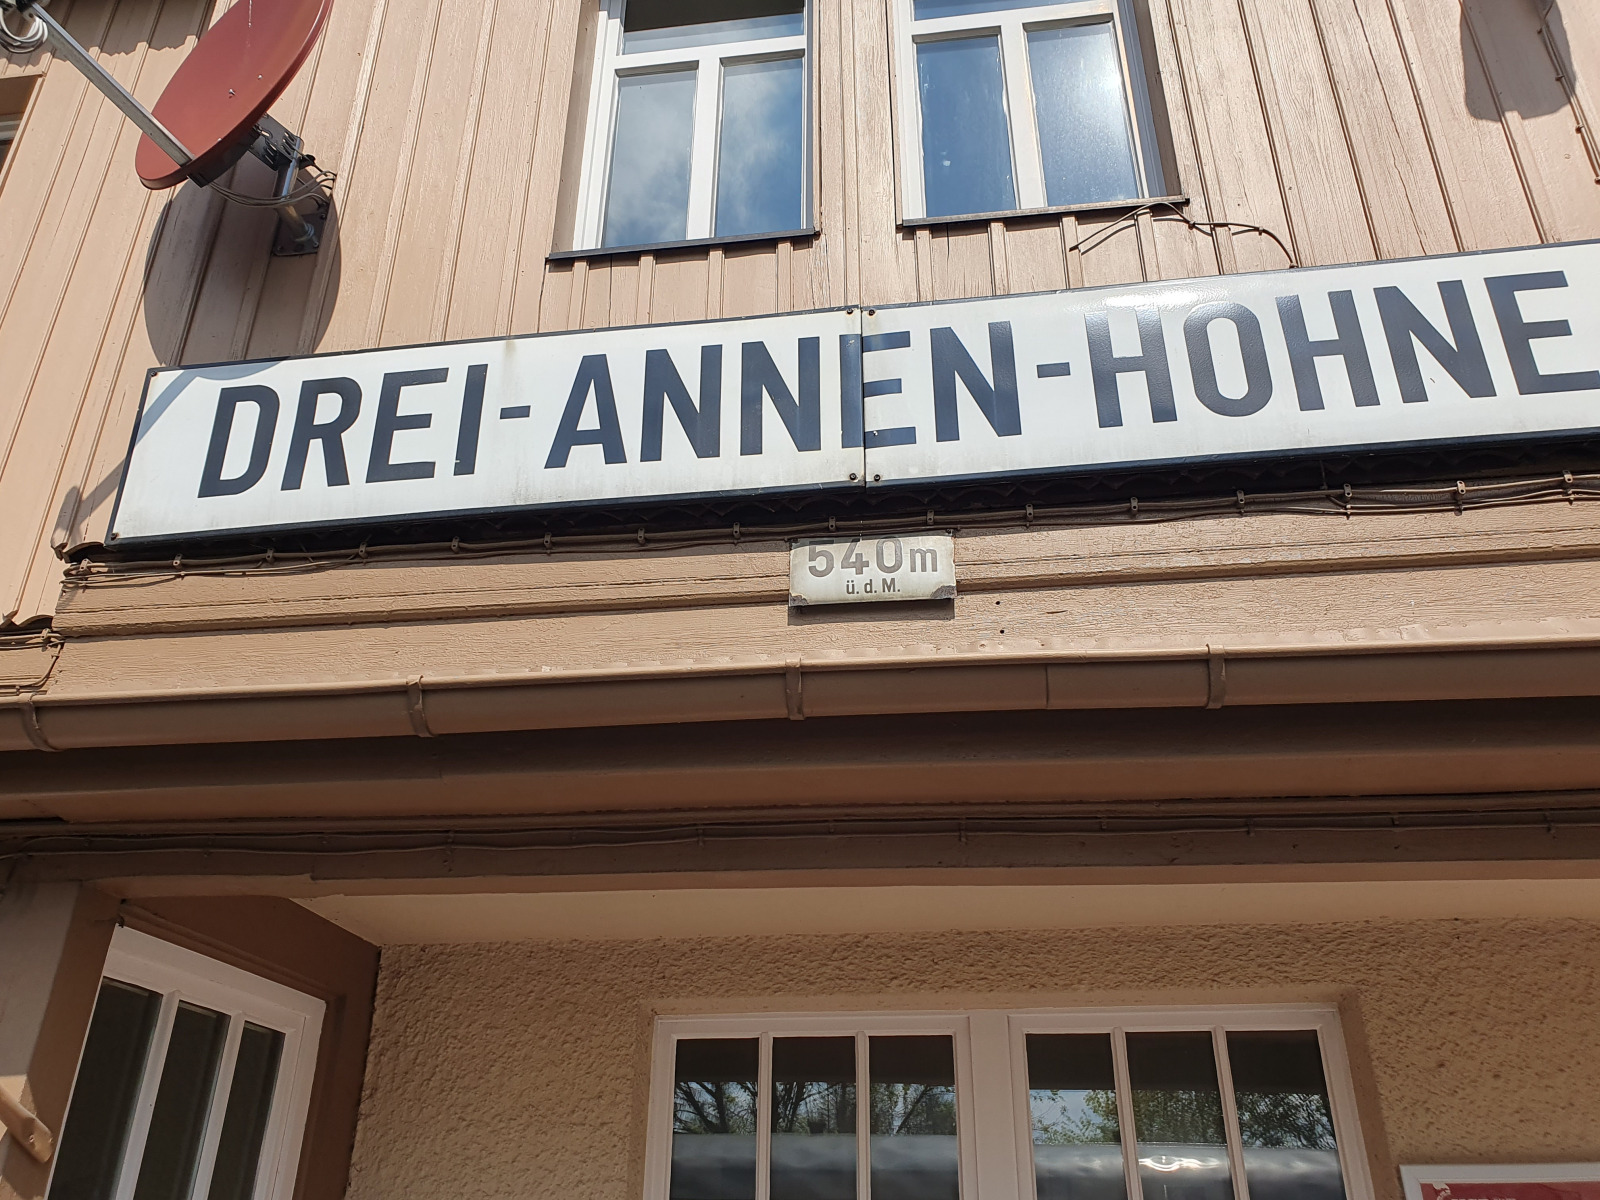 DREI-ANNEN-HOHNE
540m
ü. d. M.